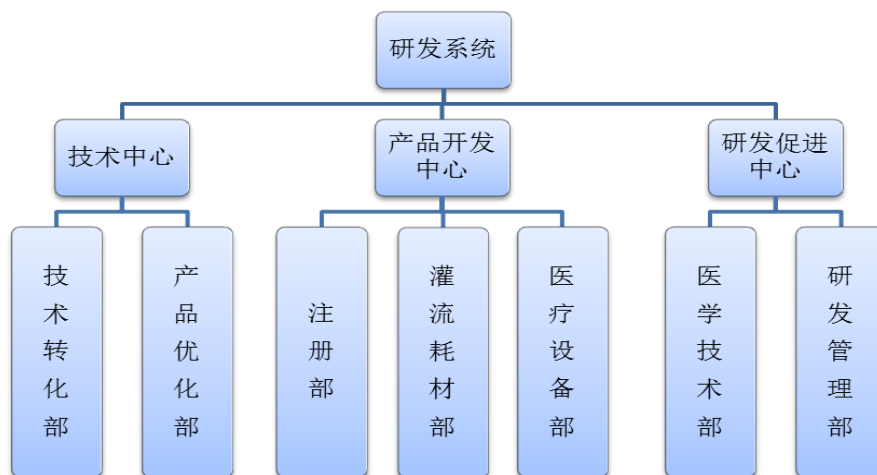 研发系统
技术中心
产品开发
中心
研发促进
中心
技术转化部
产品优化部
注册部
灌流耗材部
医疗设备部
医学技术部
研发管理部